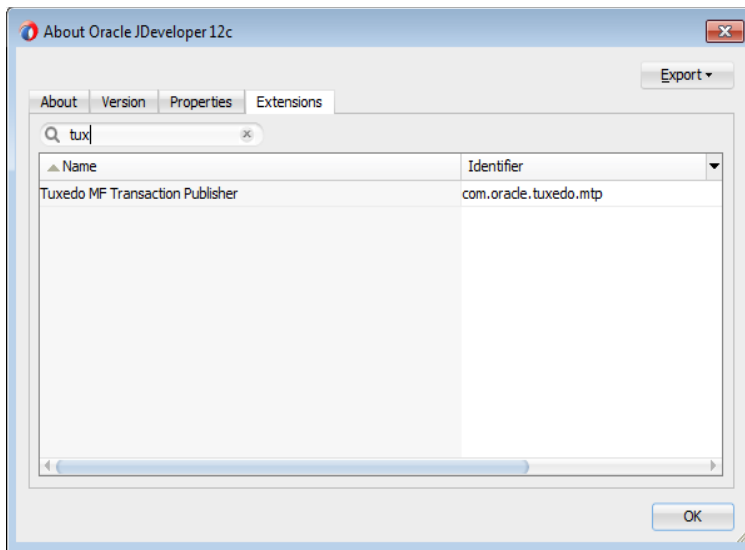 About Oracle JDeveloper 12c
Export
About Version Properties Extensions
tux
Name Identifier
Tuxedo MF Transaction Publisher com.oracle.tuxedo.mtp
OK